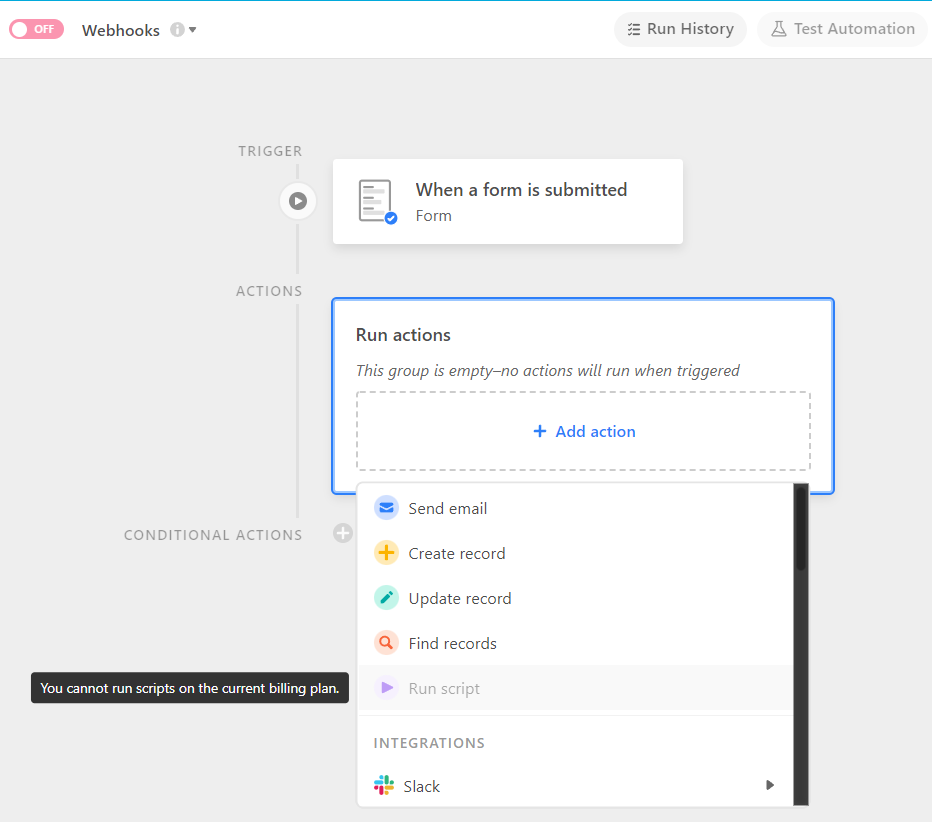 OFF
Webhooks
Run History
Test Automation
TRIGGER
When a form is submitted
Form
ACTIONS
Run actions
This group is empty–no actions will run when triggered
+ Add action
CONDITIONAL ACTIONS
Send email
Create record
Update record
Find records
You cannot run scripts on the current billing plan.
Run script
INTEGRATIONS
Slack